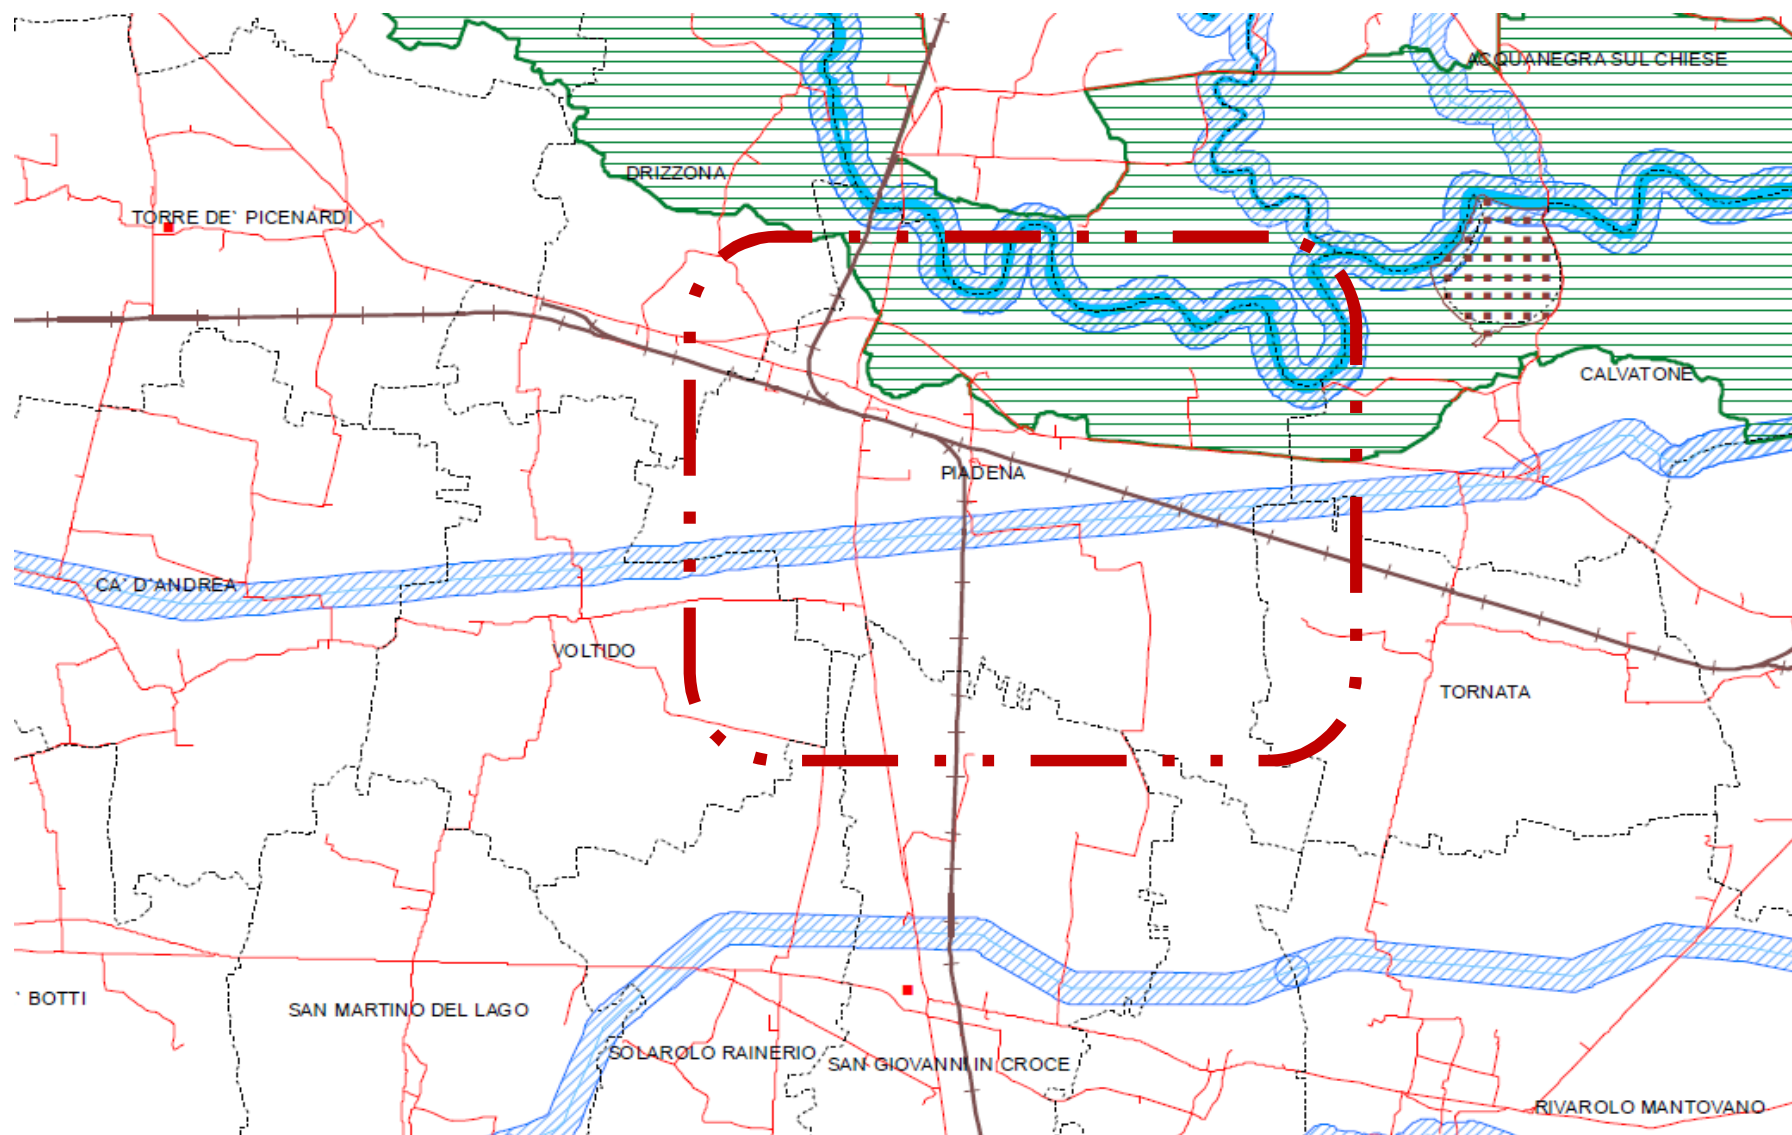 ACQUANEGRA SUL CHIESE
DRIZZONA
TORRE DE` PICENARDI
CALVATONE
PIADENA
CA` D`ANDREA
VOLTIDO
TORNATA
` BOTTI
SAN MARTINO DEL LAGO
SOLAROLO RAINERIO
SAN GIOVANNI IN CROCE
RIVAROLO MANTOVANO